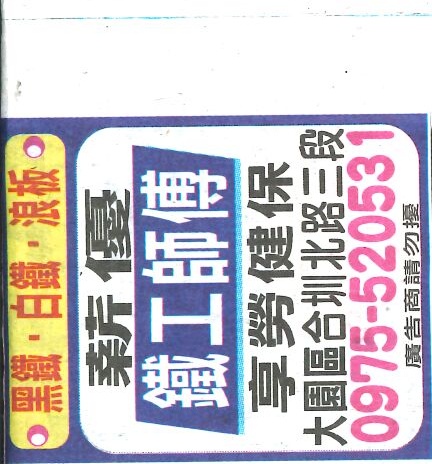 黑鐵·白鐵·浪板
薪優
鐵工師傅
享勞健保
大園區合圳北路三段
0975-520531
廣告商請勿擾